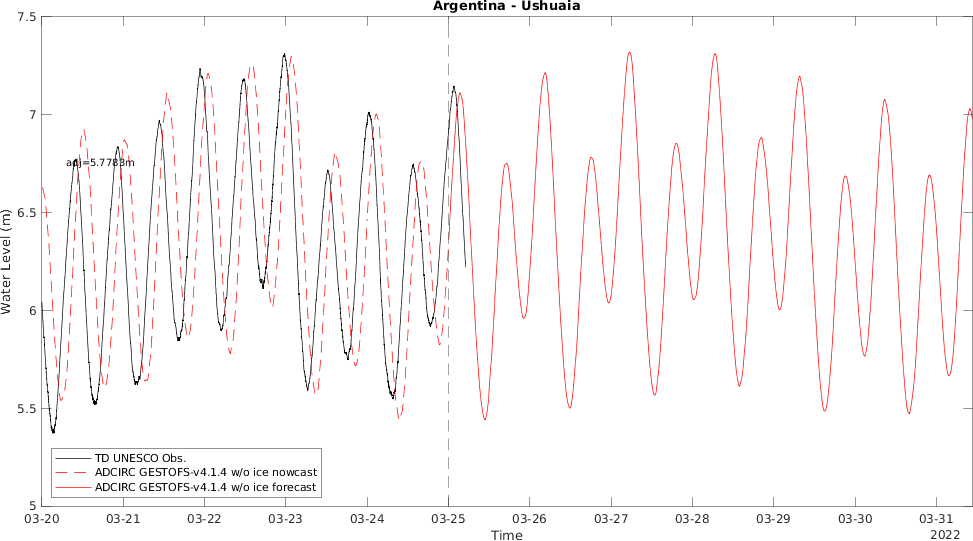 Argentina - Ushuaia
7.5
7
6.5
6
5.5
5
Water Level (m)
adj=5.7783m
TD UNESCO Obs.
ADCIRC GESTOFS-v4.1.4 w/o ice nowcast
ADCIRC GESTOFS-v4.1.4 w/o ice forecast
03-20 03-21 03-22 03-23 03-24 03-25 03-26 03-27 03-28 03-29 03-30 03-31
Time
2022